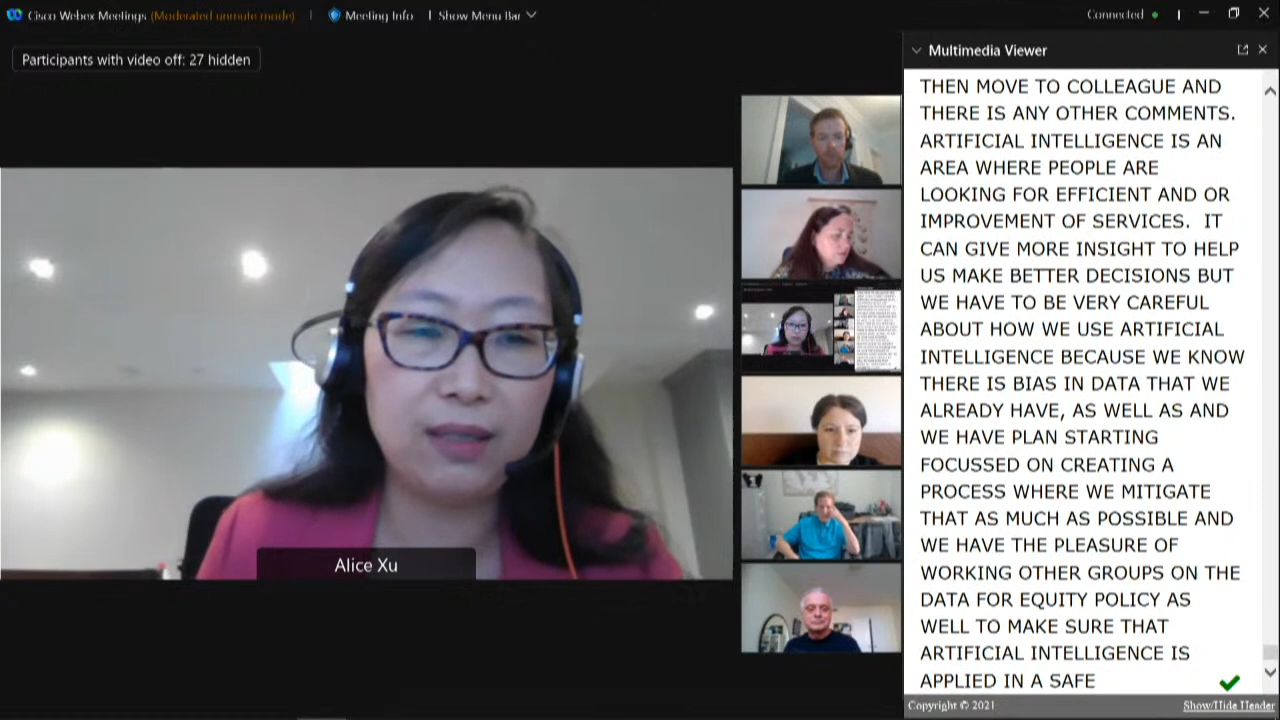 Cisco Webex Meetings (Moderated unmute mode) | Meeting Info | Show Menu Bar
Connected
Participants with video off: 27 hidden
Alice Xu
Multimedia Viewer
THEN MOVE TO COLLEAGUE AND
THERE IS ANY OTHER COMMENTS.
ARTIFICIAL INTELLIGENCE IS AN
AREA WHERE PEOPLE ARE
LOOKING FOR EFFICIENT AND OR
IMPROVEMENT OF SERVICES. IT
CAN GIVE MORE INSIGHT TO HELP
US MAKE BETTER DECISIONS BUT
WE HAVE TO BE VERY CAREFUL
ABOUT HOW WE USE ARTIFICIAL
INTELLIGENCE BECAUSE WE KNOW
THERE IS BIAS IN DATA THAT WE
ALREADY HAVE, AS WELL AS AND
WE HAVE PLAN STARTING
FOCUSSED ON CREATING A
PROCESS WHERE WE MITIGATE
THAT AS MUCH AS POSSIBLE AND
WE HAVE THE PLEASURE OF
WORKING OTHER GROUPS ON THE
DATA FOR EQUITY POLICY AS
WELL TO MAKE SURE THAT
ARTIFICIAL INTELLIGENCE IS
APPLIED IN A SAFE
Copyright © 2021
Show/Hide Header